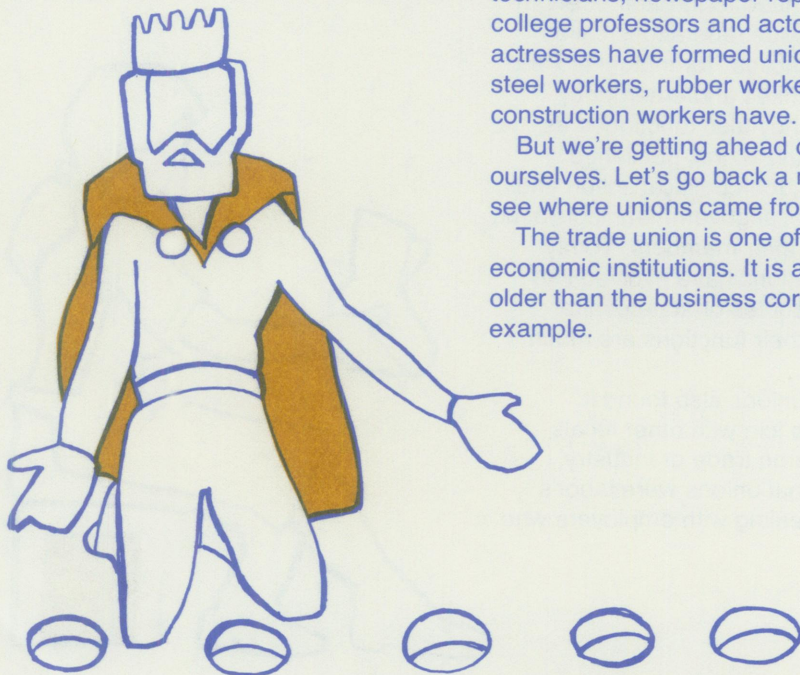 college professors and acto
actresses have formed unio
steel workers, rubber worke
construction workers have.
But we're getting ahead o
ourselves. Let's go back a
see where unions came fro
The trade union is one of
economic institutions. It is a
older than the business cor
example.